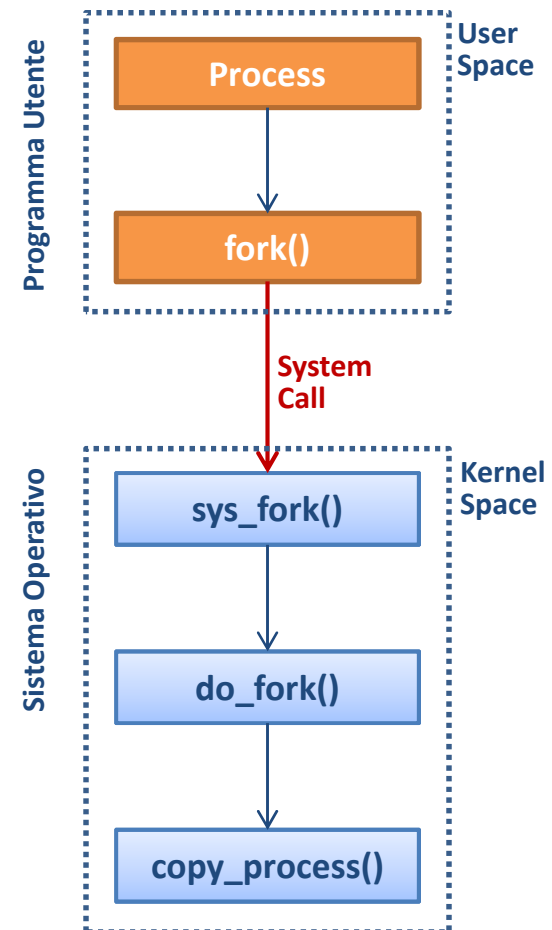 User
Space
Programma Utente
Process
fork()
System
Call
Kernel
Space
Sistema Operativo
sys_fork()
do_fork()
copy_process()